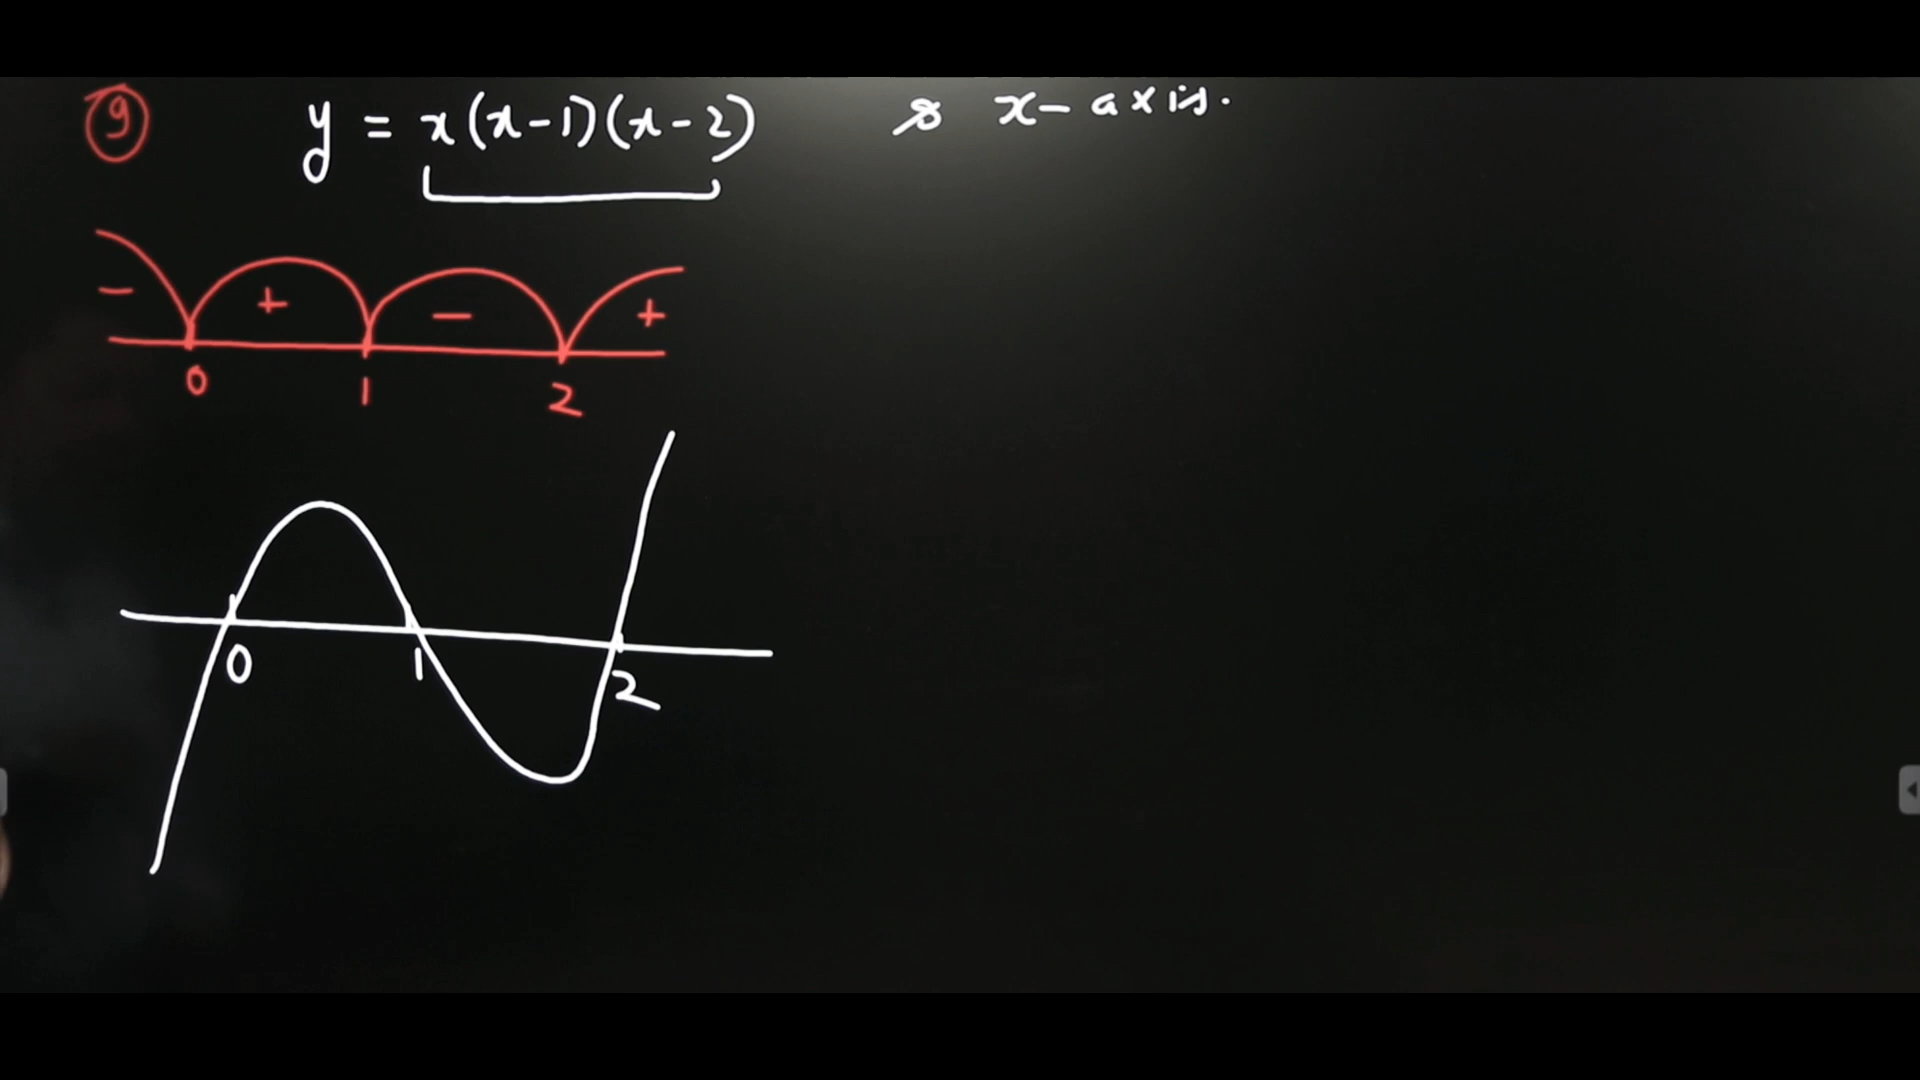 9 y = x(x-1)(x-2) & x-axis.
- + - +
0 1 2
0 1 2